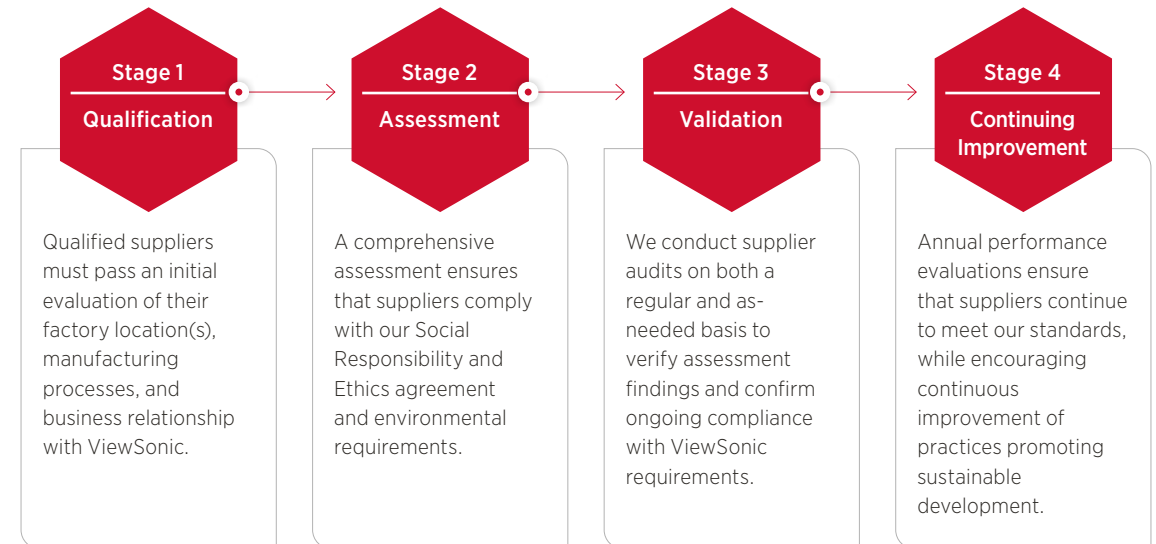 Stage 1
Qualification
Qualified suppliers
must pass an initial
evaluation of their
factory location(s),
manufacturing
processes, and
business relationship
with ViewSonic.
Stage 2
Assessment
A comprehensive
assessment ensures
that suppliers comply
with our Social
Responsibility and
Ethics agreement
and environmental
requirements.
Stage 3
Validation
We conduct supplier
audits on both a
regular and as-
needed basis to
verify assessment
findings and confirm
ongoing compliance
with ViewSonic
requirements.
Stage 4
Continuing
Improvement
Annual performance
evaluations ensure
that suppliers continue
to meet our standards,
while encouraging
continuous
improvement of
practices promoting
sustainable
development.